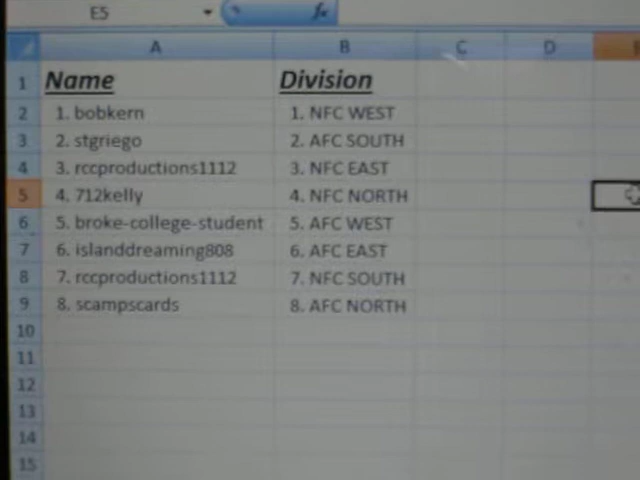 E5 fx
A B C D
1 Name Division
2 1. bobkern 1. NFC WEST
3 2. stgriego 2. AFC SOUTH
4 3. rccproductions1112 3. NFC EAST
5 4. 712kelly 4. NFC NORTH
6 5. broke-college-student 5. AFC WEST
7 6. islanddreaming808 6. AFC EAST
8 7. rccproductions1112 7. NFC SOUTH
9 8. scampscards 8. AFC NORTH
10
11
12
13
14
15